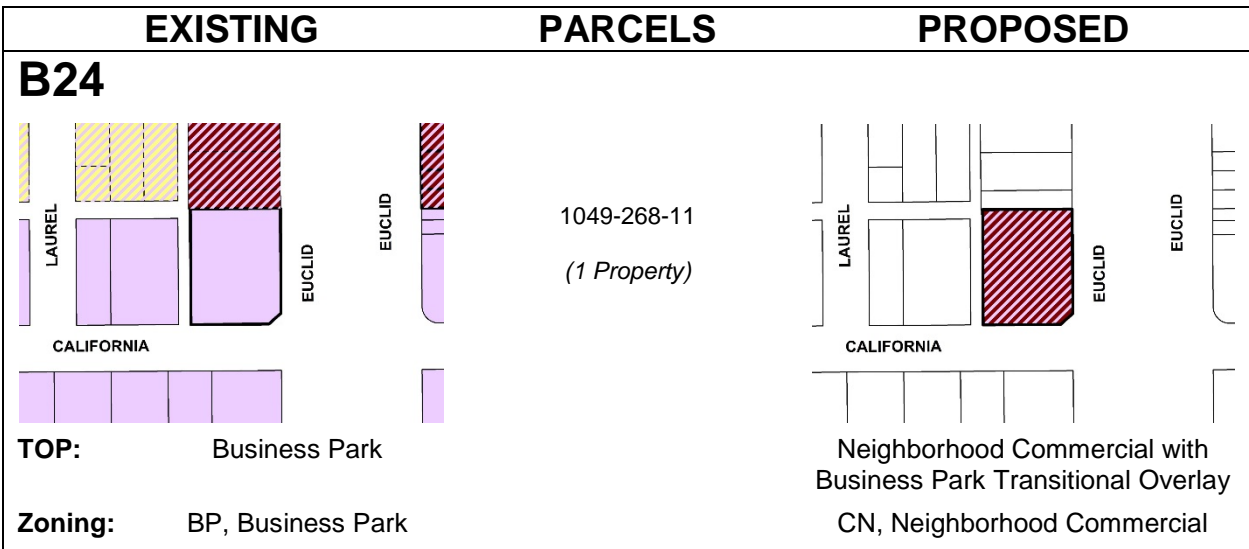 EXISTING PARCELS PROPOSED
B24
LAUREL
EUCLID
EUCLID
CALIFORNIA
1049-268-11
(1 Property)
LAUREL
EUCLID
EUCLID
CALIFORNIA
TOP: Business Park Neighborhood Commercial with
Business Park Transitional Overlay
Zoning: BP, Business Park CN, Neighborhood Commercial